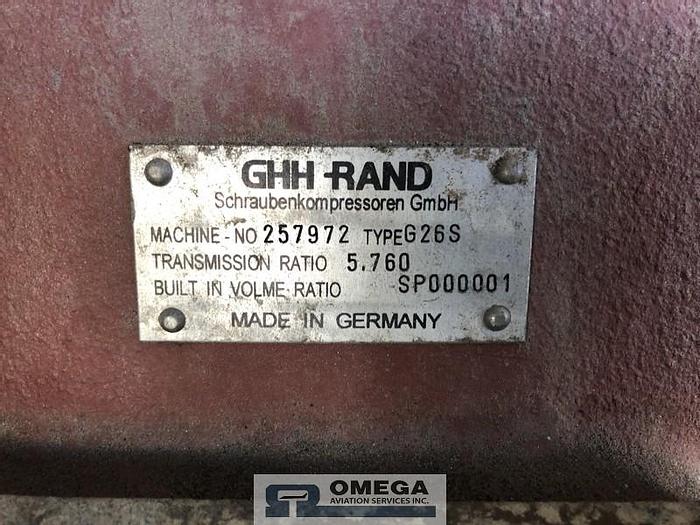 GHH-RAND
Schraubenkompressoren GmbH
MACHINE-NO 257972 TYPE G26S
TRANSMISSION RATIO 5.760
BUILT IN VOLME RATIO SP000001
MADE IN GERMANY
OMEGA
AVIATION SERVICES INC.